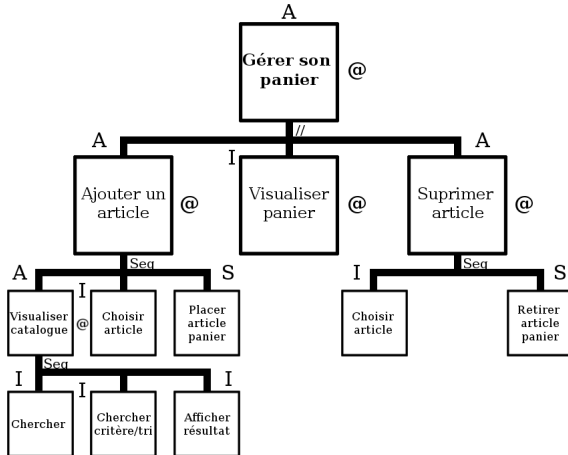 A
Gérer son
panier
@
//
A
I
A
Ajouter un
article
@
Visualiser
panier
@
Suprimer
article
@
Seq
Seq
A
I
S
I
S
Visualiser
catalogue
@
Choisir
article
Placer
article
panier
Choisir
article
Retirer
article
panier
Seq
I
I
I
Chercher
Chercher
critère/tri
Afficher
résultat